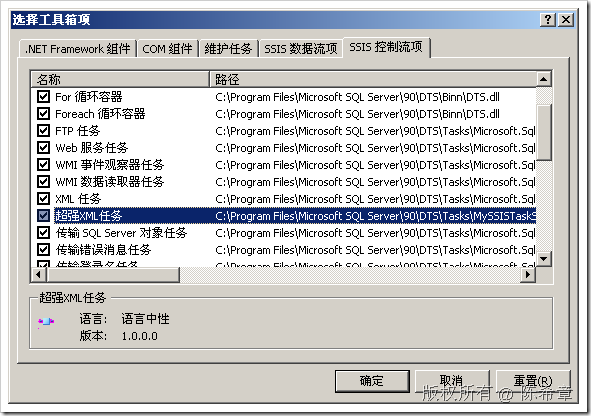 选择工具箱项
.NET Framework 组件 COM 组件 维护任务 SSIS 数据流项 SSIS 控制流项
名称 路径
For 循环容器 C:\Program Files\Microsoft SQL Server\90\DTS\Binn\DTS.dll
Foreach 循环容器 C:\Program Files\Microsoft SQL Server\90\DTS\Binn\DTS.dll
FTP 任务 C:\Program Files\Microsoft SQL Server\90\DTS\Tasks\Microsoft.Sql
Web 服务任务 C:\Program Files\Microsoft SQL Server\90\DTS\Tasks\Microsoft.Sql
WMI 事件观察器任务 C:\Program Files\Microsoft SQL Server\90\DTS\Tasks\Microsoft.Sql
WMI 数据读取器任务 C:\Program Files\Microsoft SQL Server\90\DTS\Tasks\Microsoft.Sql
XML 任务 C:\Program Files\Microsoft SQL Server\90\DTS\Tasks\Microsoft.Sql
超强XML任务 C:\Program Files\Microsoft SQL Server\90\DTS\Tasks\MySSISTaskS
传输 SQL Server 对象任务 C:\Program Files\Microsoft SQL Server\90\DTS\Tasks\Microsoft.Sql
传输错误消息任务 C:\Program Files\Microsoft SQL Server\90\DTS\Tasks\Microsoft.Sql
传输登录名任务 C:\Program Files\Microsoft SQL Server\90\DTS\Tasks\Microsoft.Sql
超强XML任务
语言: 语言中性
版本: 1.0.0.0
确定 取消 重置(R)
版权所有 @ 陈希章